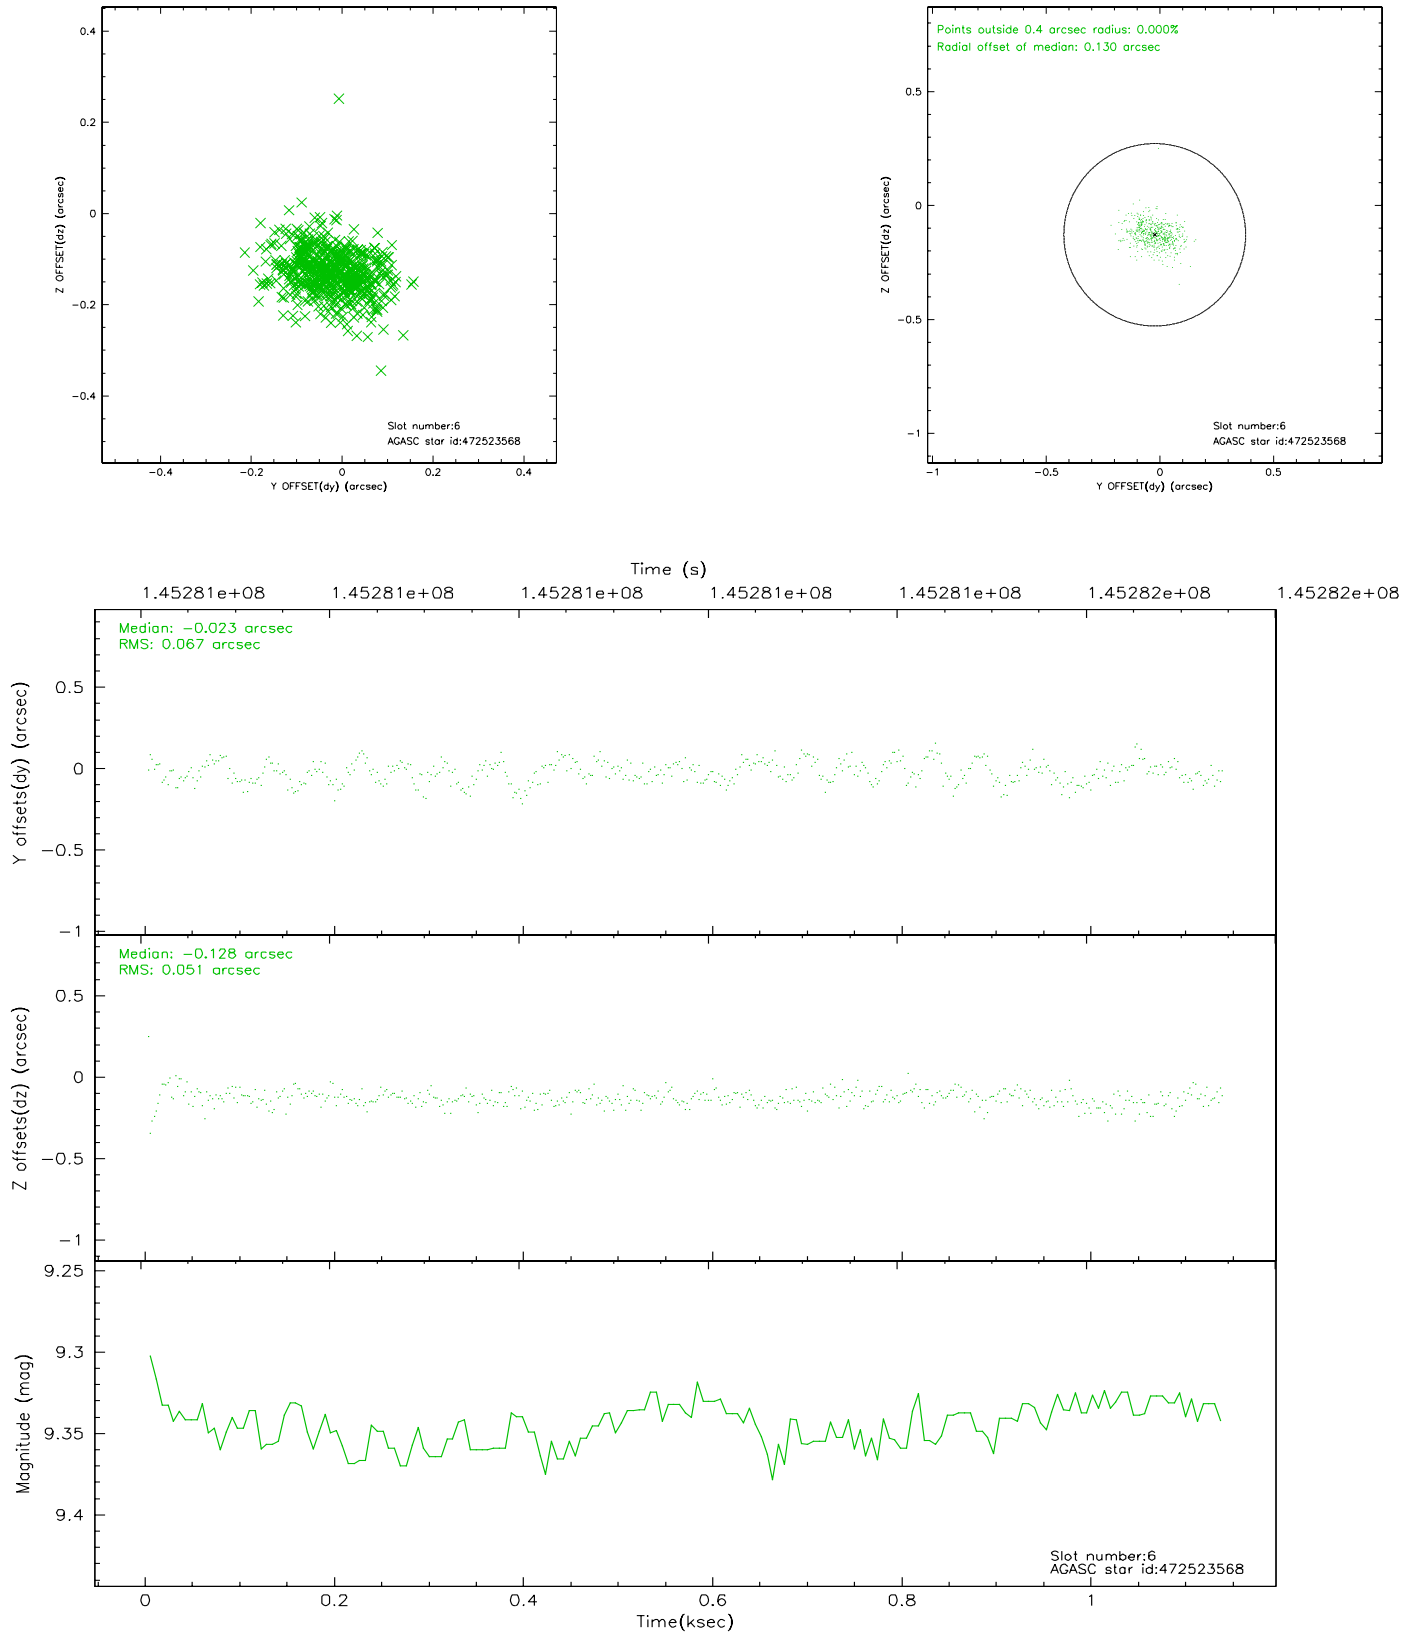 0.4
0.2
0
−0.2
−0.4
Z OFFSET(dz) (arcsec)
Slot number:6
AGASC star id:472523568
−0.4 −0.2 0 0.2 0.4
Y OFFSET(dy) (arcsec)
Points outside 0.4 arcsec radius: 0.000%
Radial offset of median: 0.130 arcsec
0.5
0
−0.5
−1
Z OFFSET(dz) (arcsec)
Slot number:6
AGASC star id:472523568
−1 −0.5 0 0.5
Y OFFSET(dy) (arcsec)
Time (s)
1.45281e+08 1.45281e+08 1.45281e+08 1.45281e+08 1.45281e+08 1.45282e+08 1.45282e+08
Median: −0.023 arcsec
RMS: 0.067 arcsec
0.5
0
−0.5
−1
Y offsets(dy) (arcsec)
Median: −0.128 arcsec
RMS: 0.051 arcsec
0.5
0
−0.5
−1
Z offsets(dz) (arcsec)
9.25
9.3
9.35
9.4
Magnitude (mag)
Slot number:6
AGASC star id:472523568
0 0.2 0.4 0.6 0.8 1
Time(ksec)